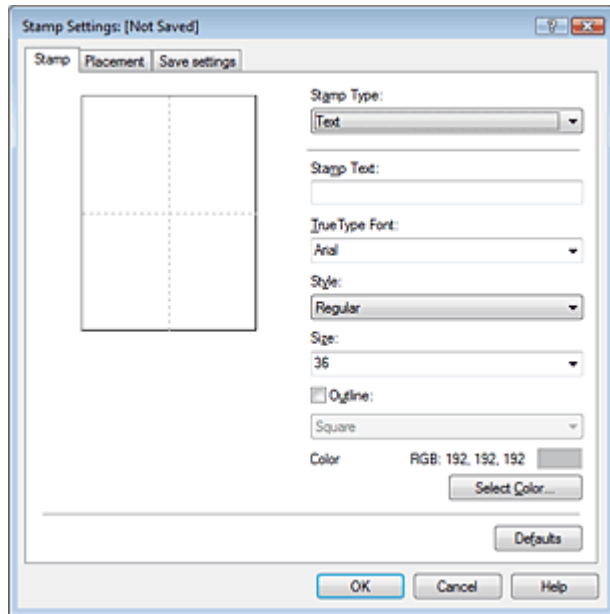 Stamp Settings: [Not Saved]
Stamp Placement Save settings
Stamp Type:
Text
Stamp Text:
TrueType Font:
Arial
Style:
Regular
Size:
36
Outline:
Square
Color RGB: 192, 192, 192
Select Color...
Defaults
OK Cancel Help